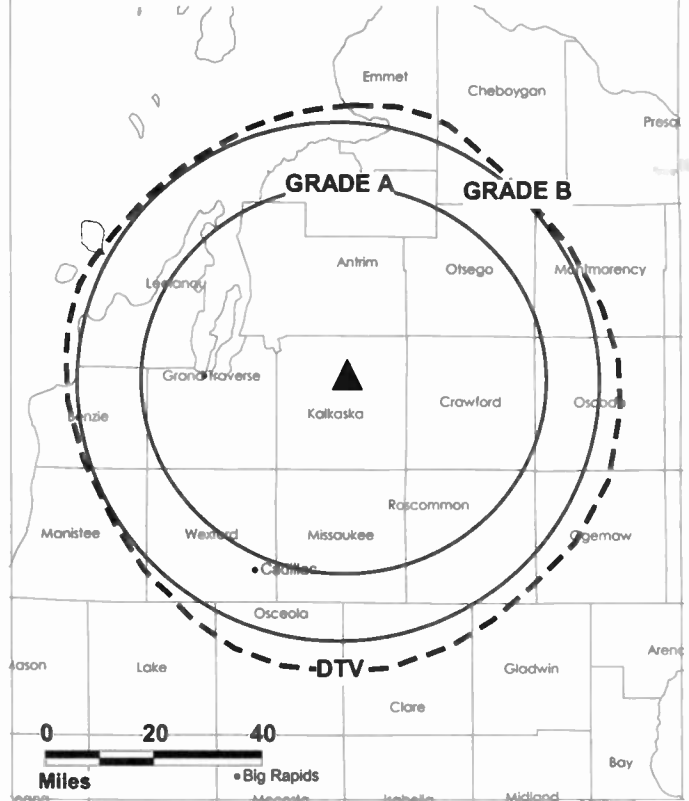 Emmet
Cheboygan
Presq
GRADE A
GRADE B
Antrim
Otsego
Montmorency
Leelanau
Grand Traverse
Kalkaska
Crawford
Oscoda
Benzie
Roscommon
Manistee
Wexford
Missaukee
Ogemaw
Cadillac
Osceola
DTV
Mason
Lake
Gladwin
Arena
Clare
0 20 40
Miles
Big Rapids
Bay
Mecosta
Isabella
Midland